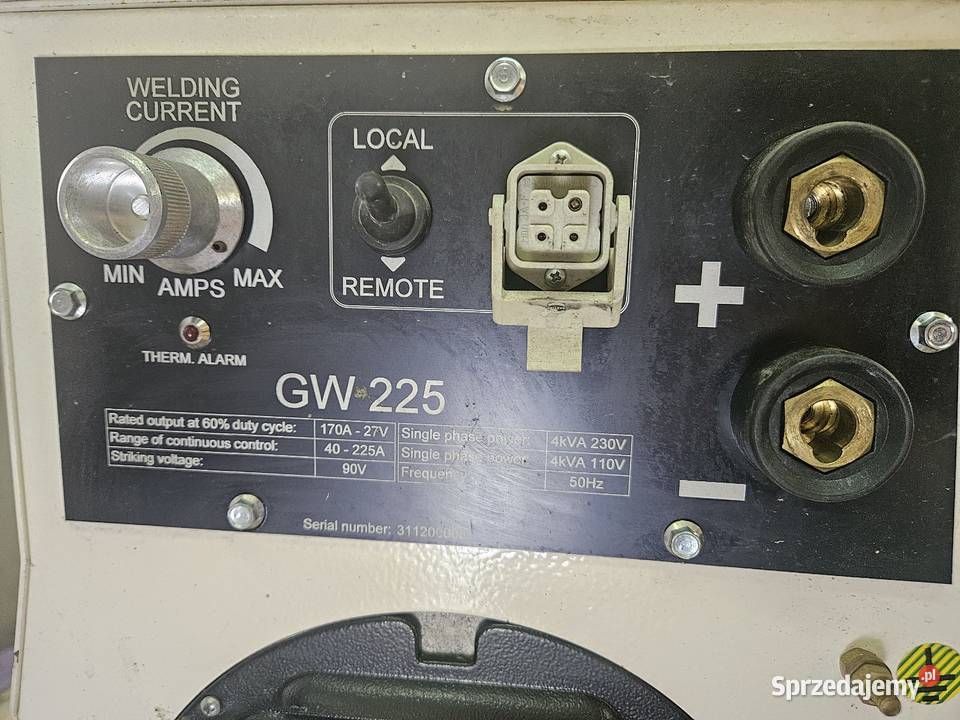 WELDING
CURRENT
MIN AMPS MAX
THERM. ALARM
LOCAL
REMOTE
+
−
GW 225
Rated output at 60% duty cycle: 170A - 27V Single phase power: 4kVA 230V
Range of continuous control: 40 - 225A Single phase power 4kVA 110V
Striking voltage: 90V 50Hz
Serial number:
Sprzedajemy.pl